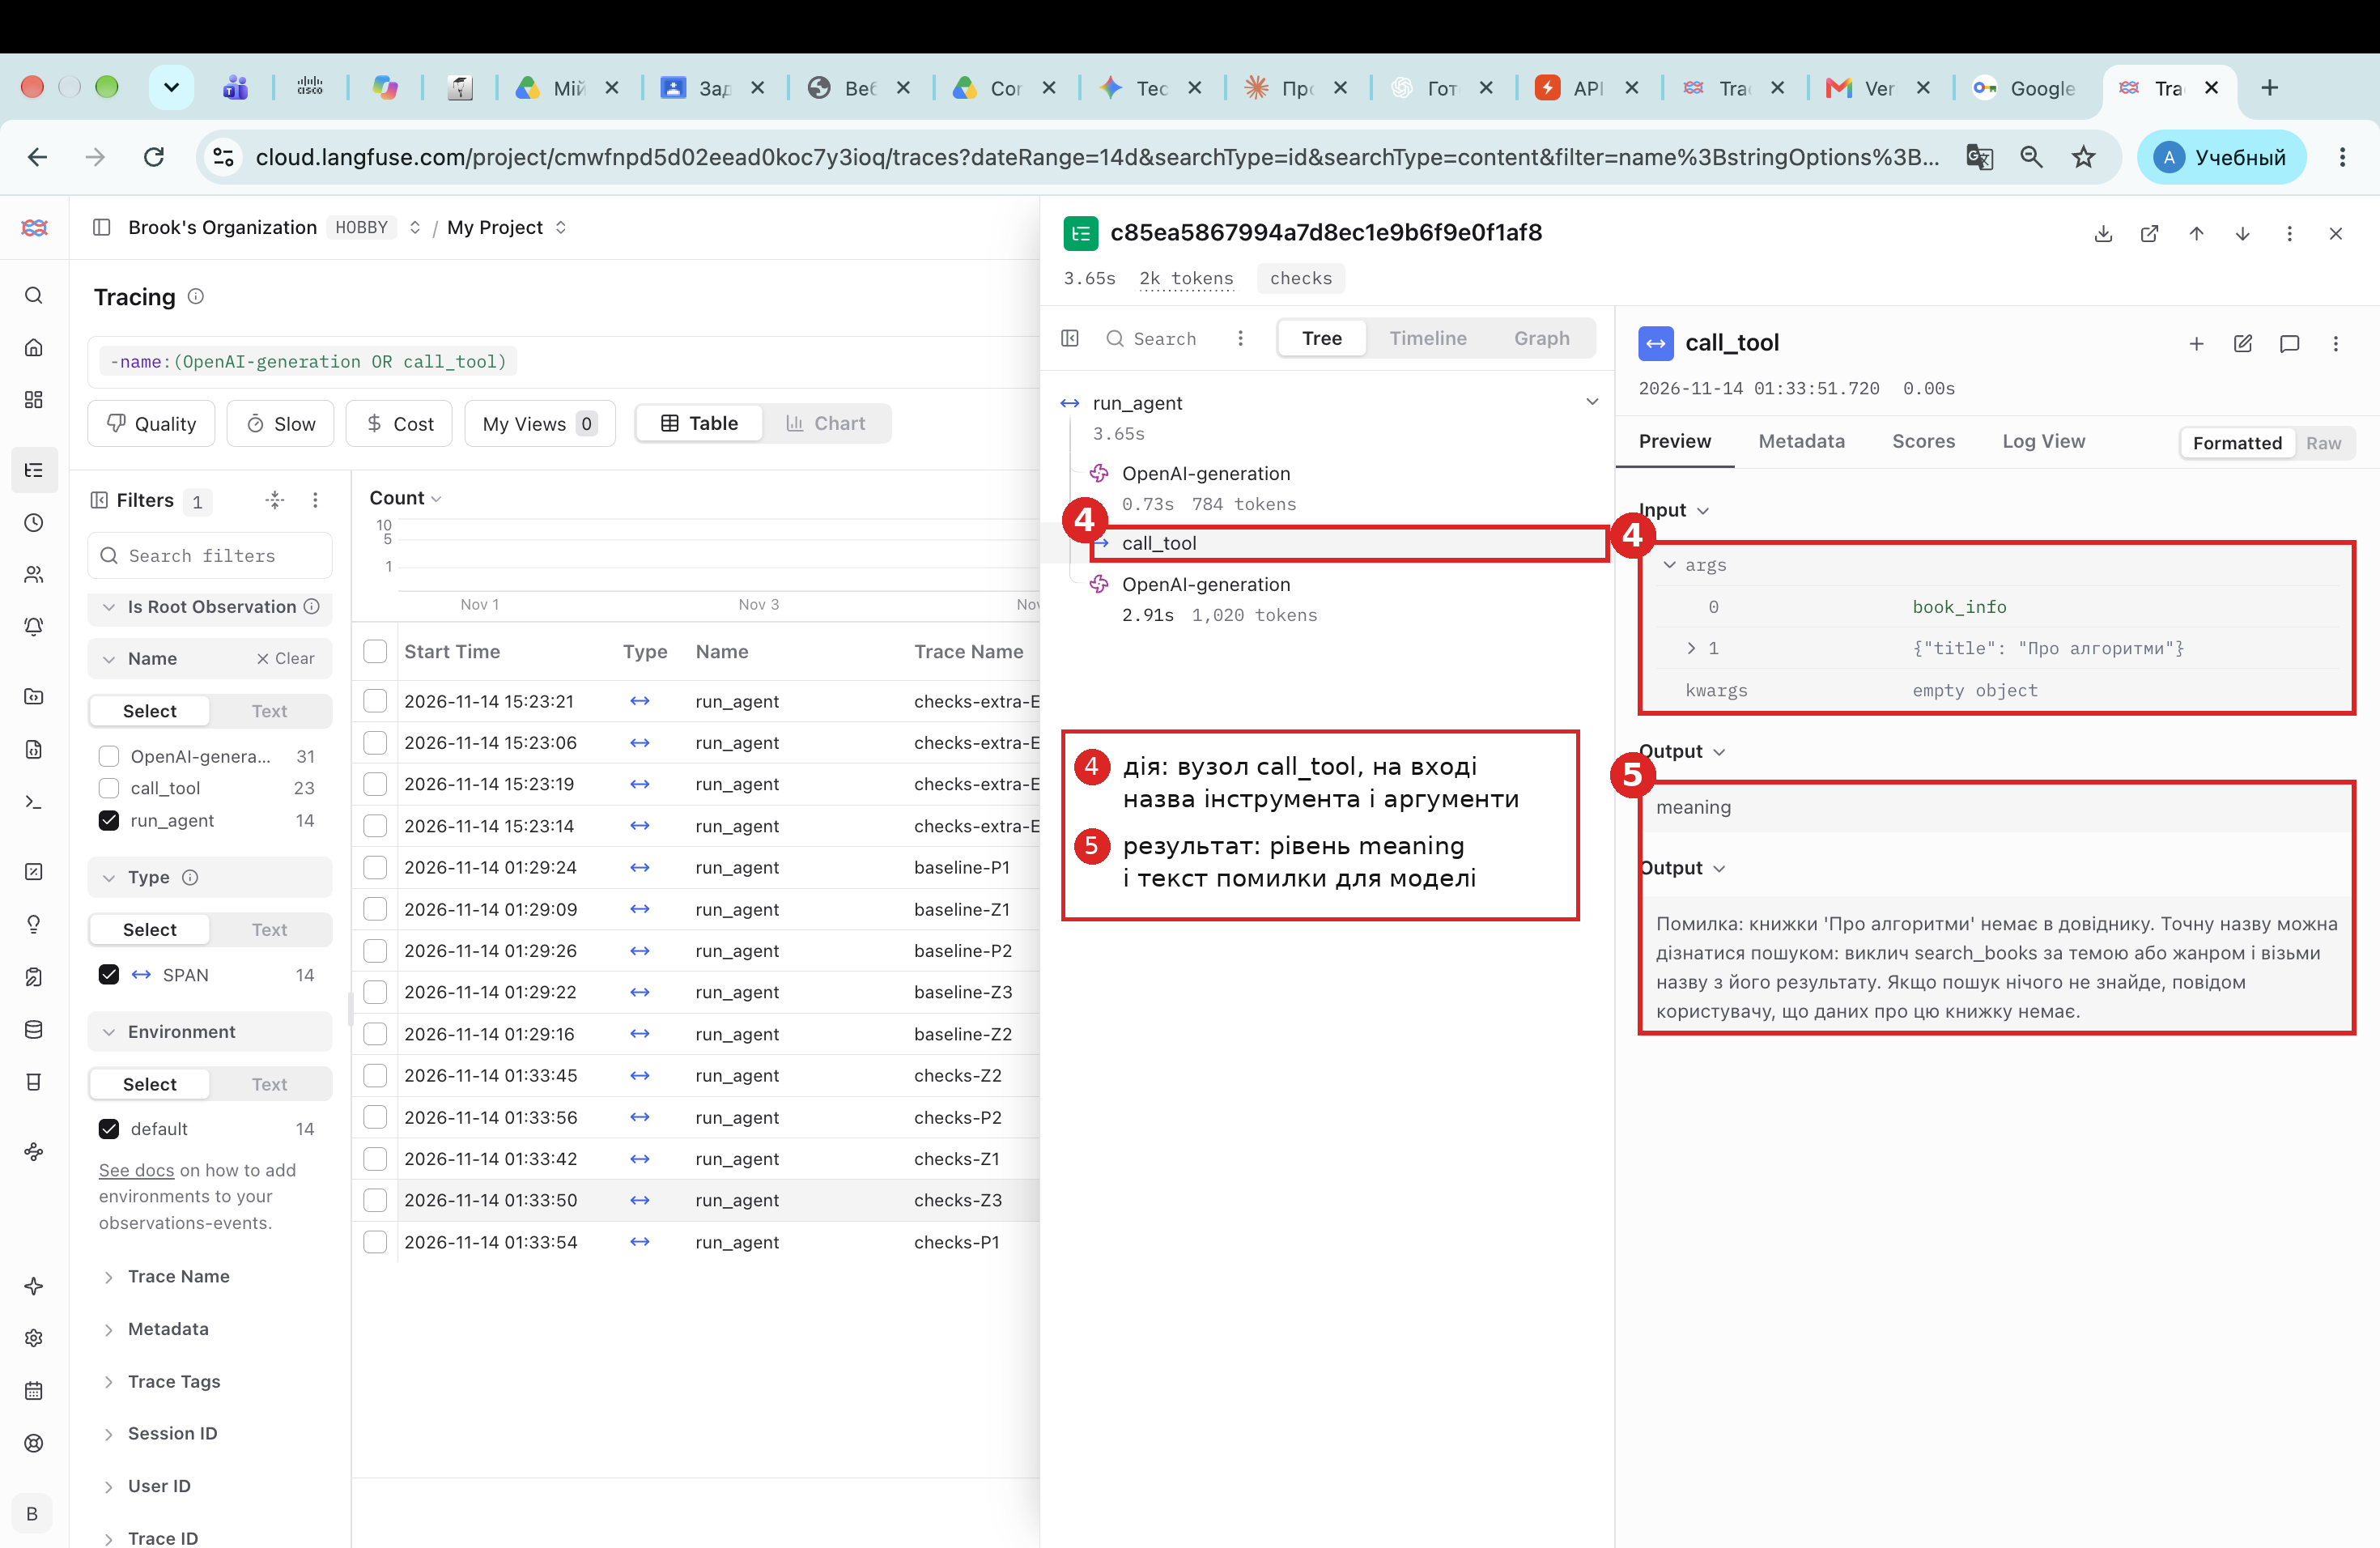 Мій
Зад
Веб
Cor
Тес
Прс
Гот
API
Trac
Ver
Google
Tra
cloud.langfuse.com/project/cmwfnpd5d02eead0koc7y3ioq/traces?dateRange=14d&searchType=id&searchType=content&filter=name%3BstringOptions%3B...
A Учебный
Brook's Organization HOBBY / My Project
c85ea5867994a7d8ec1e9b6f9e0f1af8
3.65s 2k tokens checks
Tracing
-name:(OpenAI-generation OR call_tool)
Quality Slow Cost My Views 0 Table Chart
Filters 1
Search filters
Is Root Observation
Name Clear
Select Text
OpenAI-genera... 31
call_tool 23
run_agent 14
Type
Select Text
SPAN 14
Environment
Select Text
default 14
See docs on how to add
environments to your
observations-events.
Trace Name
Metadata
Trace Tags
Session ID
User ID
Trace ID
B
Count
10
5
1
Nov 1 Nov 3 Nov
Start Time Type Name Trace Name
2026-11-14 15:23:21 run_agent checks-extra-E
2026-11-14 15:23:06 run_agent checks-extra-E
2026-11-14 15:23:19 run_agent checks-extra-E
2026-11-14 15:23:14 run_agent checks-extra-E
2026-11-14 01:29:24 run_agent baseline-P1
2026-11-14 01:29:09 run_agent baseline-Z1
2026-11-14 01:29:26 run_agent baseline-P2
2026-11-14 01:29:22 run_agent baseline-Z3
2026-11-14 01:29:16 run_agent baseline-Z2
2026-11-14 01:33:45 run_agent checks-Z2
2026-11-14 01:33:56 run_agent checks-P2
2026-11-14 01:33:42 run_agent checks-Z1
2026-11-14 01:33:50 run_agent checks-Z3
2026-11-14 01:33:54 run_agent checks-P1
Search Tree Timeline Graph
run_agent
3.65s
OpenAI-generation
0.73s 784 tokens
4
call_tool
OpenAI-generation
2.91s 1,020 tokens
4 дія: вузол call_tool, на вході
назва інструмента і аргументи
5 результат: рівень meaning
і текст помилки для моделі
call_tool
2026-11-14 01:33:51.720 0.00s
Preview Metadata Scores Log View Formatted Raw
Input
4
args
0 book_info
1 {"title": "Про алгоритми"}
kwargs empty object
Output
5
meaning
Output
Помилка: книжки 'Про алгоритми' немає в довіднику. Точну назву можна
дізнатися пошуком: виклич search_books за темою або жанром і візьми
назву з його результату. Якщо пошук нічого не знайде, повідом
користувачу, що даних про цю книжку немає.